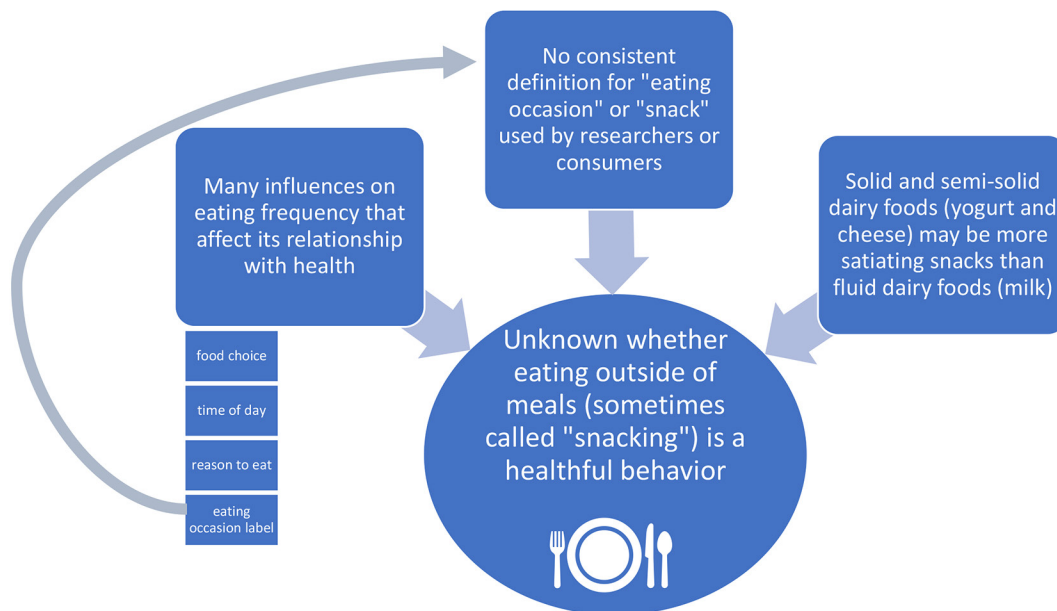 No consistent
definition for "eating
occasion" or "snack"
used by researchers or
consumers
Many influences on
eating frequency that
affect its relationship
with health
food choice
time of day
reason to eat
eating
occasion label
Solid and semi-solid
dairy foods (yogurt and
cheese) may be more
satiating snacks than
fluid dairy foods (milk)
Unknown whether
eating outside of
meals (sometimes
called "snacking") is a
healthful behavior